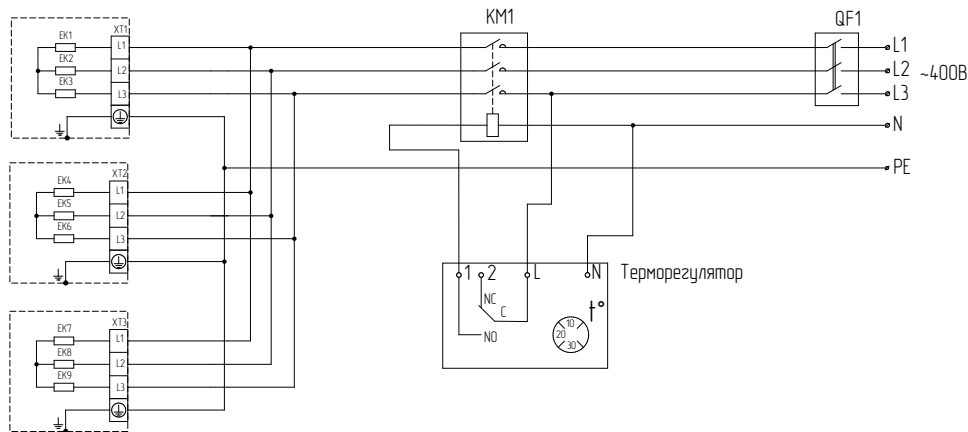 KM1
QF1
XT1
EK1
L1
EK2
L2
EK3
L3
L1
L2
~400В
L3
N
PE
XT2
EK4
L1
EK5
L2
EK6
L3
1
2
L
N
Терморегулятор
NC
C
NO
t°
10
20
30
XT3
EK7
L1
EK8
L2
EK9
L3